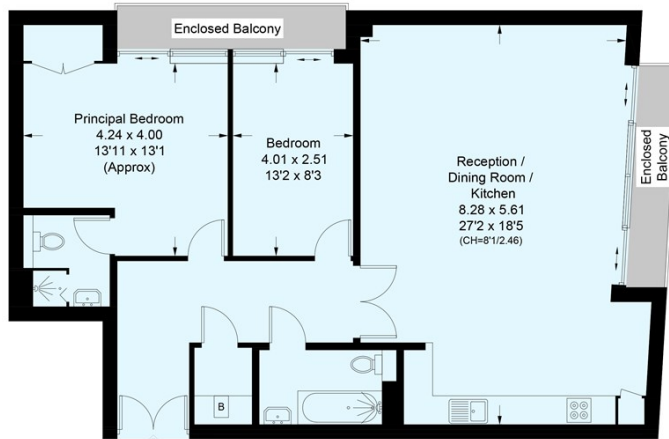 Enclosed Balcony
Principal Bedroom
4.24 x 4.00
13'11 x 13'1
(Approx)
Bedroom
4.01 x 2.51
13'2 x 8'3
Reception /
Dining Room /
Kitchen
8.28 x 5.61
27'2 x 18'5
(CH=8'1/2.46)
Enclosed
Balcony
B